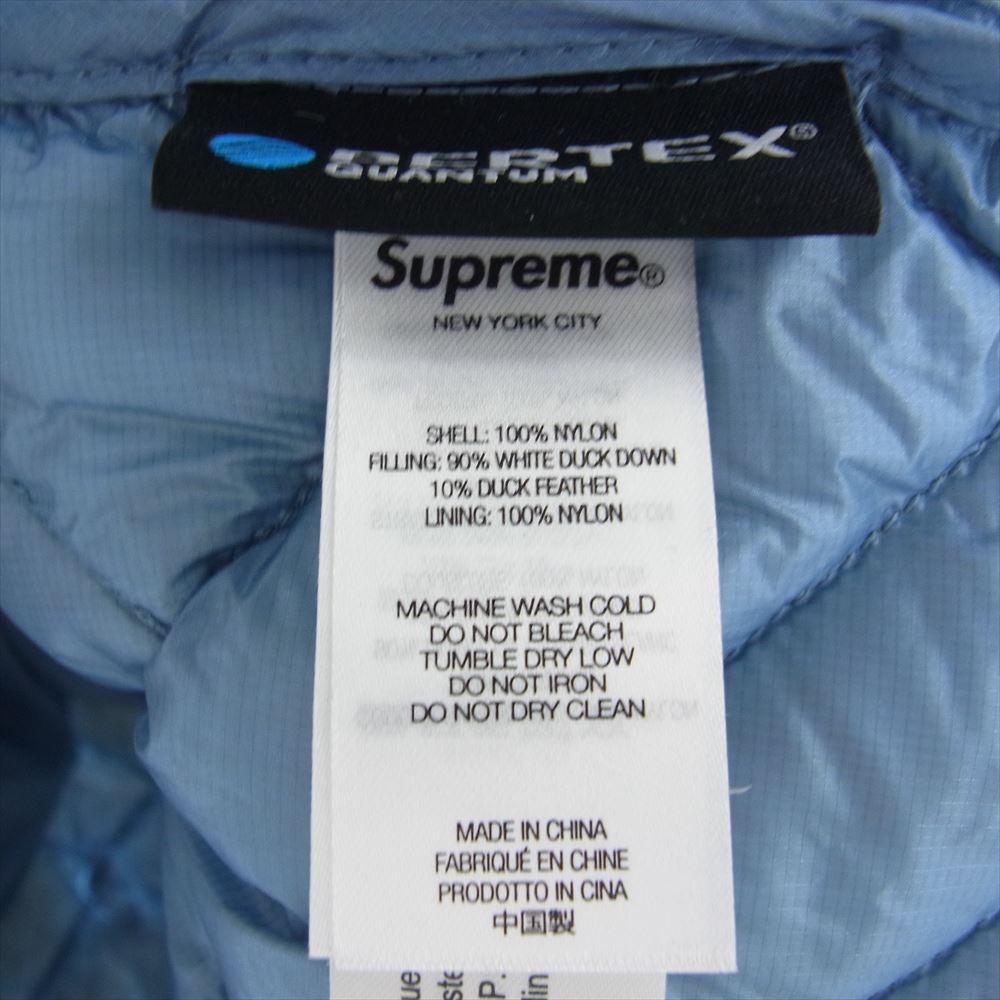 PERTEX®
QUANTUM
Supreme®
NEW YORK CITY
SHELL: 100% NYLON
FILLING: 90% WHITE DUCK DOWN
10% DUCK FEATHER
LINING: 100% NYLON
MACHINE WASH COLD
DO NOT BLEACH
TUMBLE DRY LOW
DO NOT IRON
DO NOT DRY CLEAN
MADE IN CHINA
FABRIQUÉ EN CHINE
PRODOTTO IN CINA
中国製